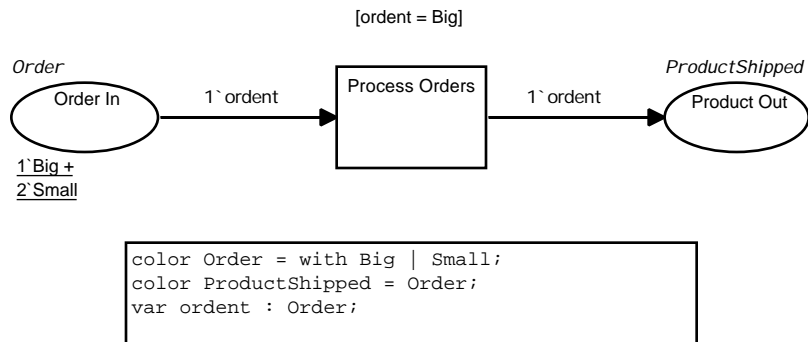 [ordent = Big]
Order
ProductShipped
Order In
1`ordent
Process Orders
1`ordent
Product Out
1`Big +
2`Small
color Order = with Big | Small;
color ProductShipped = Order;
var ordent : Order;